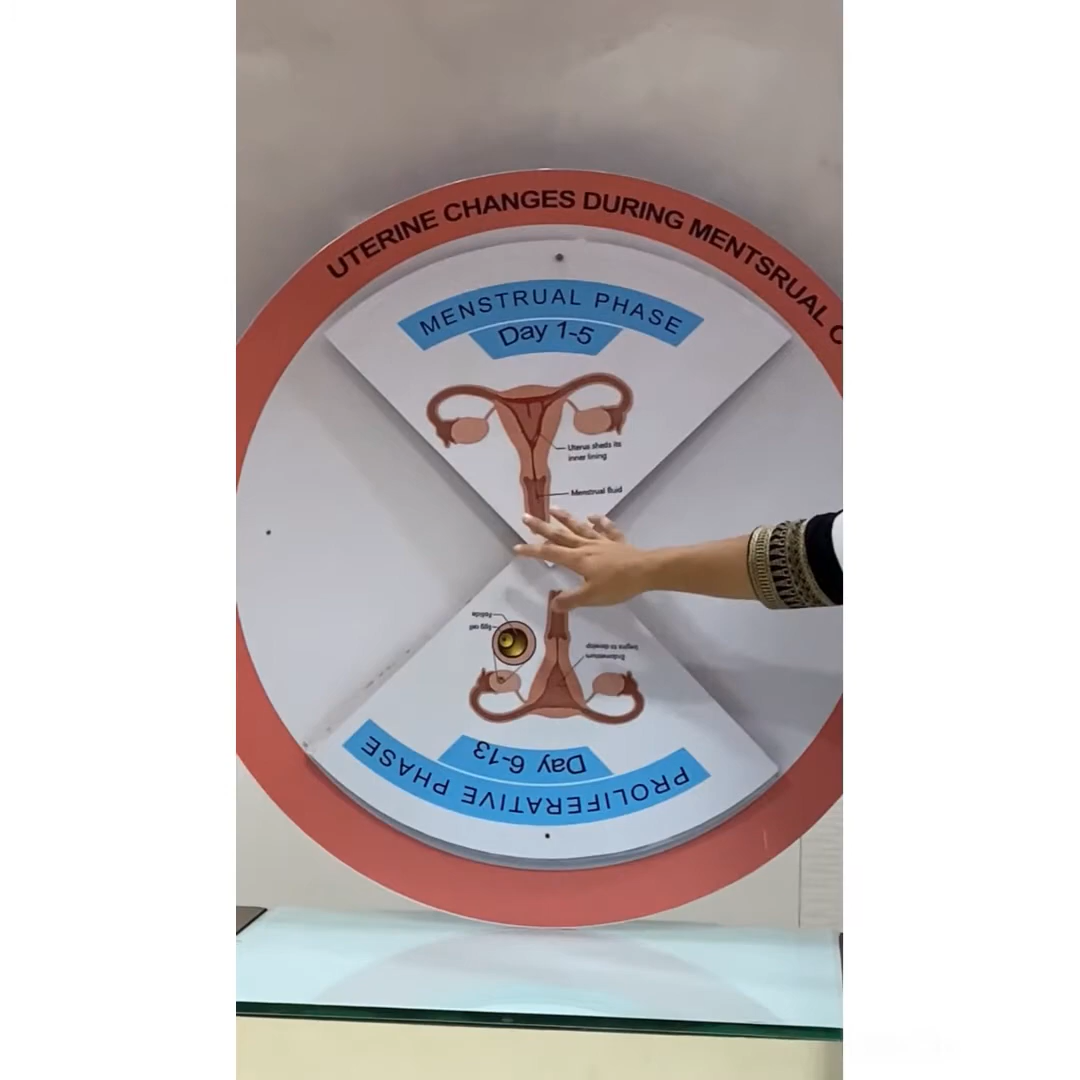 UTERINE CHANGES DURING MENTSRUAL C
MENSTRUAL PHASE
Day 1-5
Uterus sheds its
inner lining
Menstrual fluid
Follicle
Egg cell
Endometrium
begins to develop
Day 6-13
PROLIFERATIVE PHASE